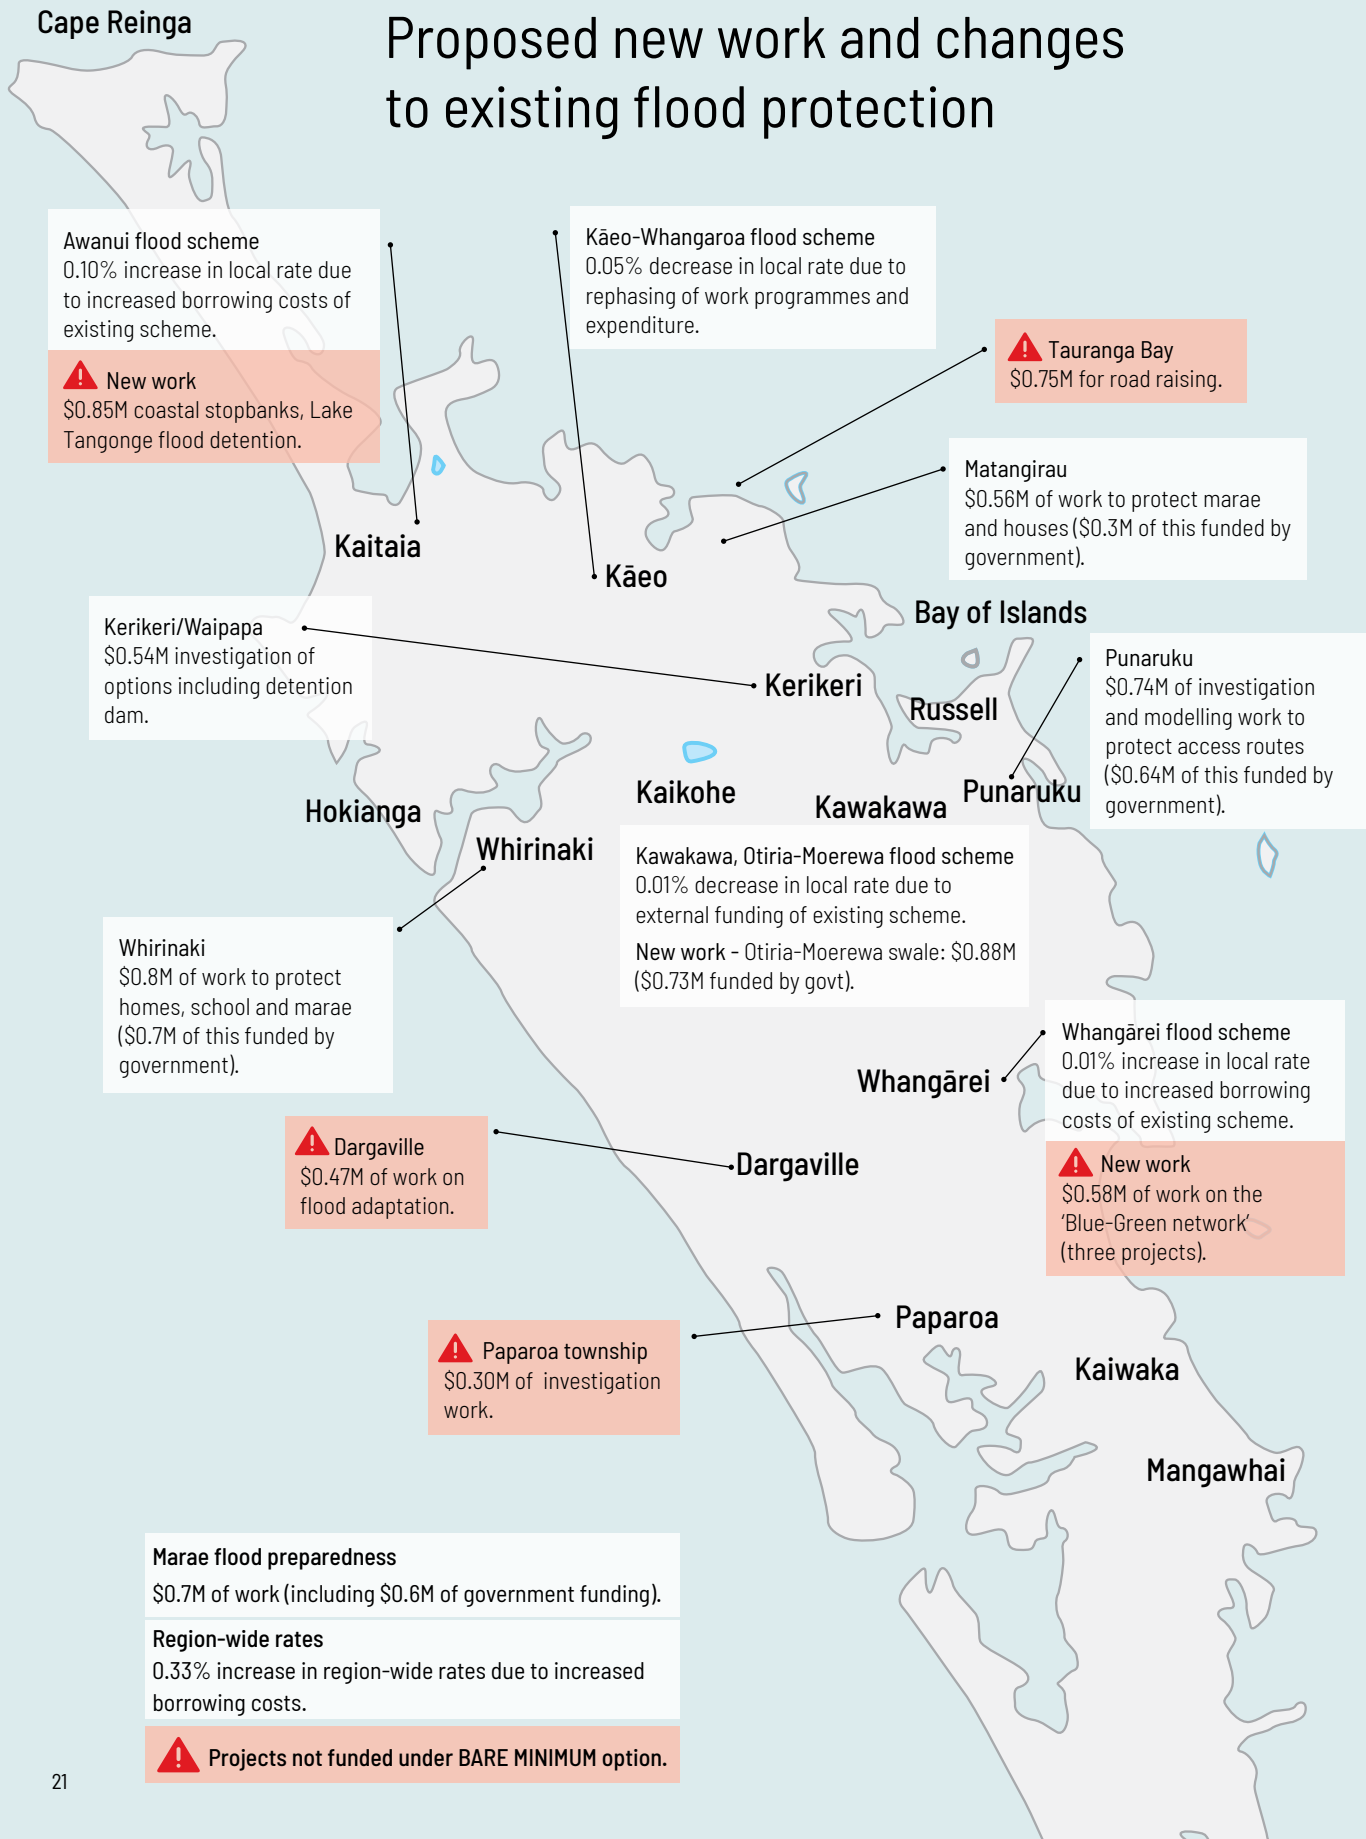 Cape Reinga
Proposed new work and changes
to existing flood protection
Awanui flood scheme
0.10% increase in local rate due
to increased borrowing costs of
existing scheme.
New work
$0.85M coastal stopbanks, Lake
Tangonge flood detention.
Kāeo-Whangaroa flood scheme
0.05% decrease in local rate due to
rephasing of work programmes and
expenditure.
Tauranga Bay
$0.75M for road raising.
Matangirau
$0.56M of work to protect marae
and houses ($0.3M of this funded by
government).
Kaitaia
Kāeo
Bay of Islands
Kerikeri/Waipapa
$0.54M investigation of
options including detention
dam.
Kerikeri
Russell
Punaruku
$0.74M of investigation
and modelling work to
protect access routes
($0.64M of this funded by
government).
Hokianga
Kaikohe
Kawakawa
Punaruku
Whirinaki
Kawakawa, Otiria-Moerewa flood scheme
0.01% decrease in local rate due to
external funding of existing scheme.
New work - Otiria-Moerewa swale: $0.88M
($0.73M funded by govt).
Whirinaki
$0.8M of work to protect
homes, school and marae
($0.7M of this funded by
government).
Whangārei
Whangārei flood scheme
0.01% increase in local rate
due to increased borrowing
costs of existing scheme.
New work
$0.58M of work on the
‘Blue-Green network’
(three projects).
Dargaville
$0.47M of work on
flood adaptation.
Dargaville
Paparoa
Paparoa township
$0.30M of  investigation
work.
Kaiwaka
Mangawhai
Marae flood preparedness
$0.7M of work (including $0.6M of government funding).
Region-wide rates
0.33% increase in region-wide rates due to increased
borrowing costs.
Projects not funded under BARE MINIMUM option.
21